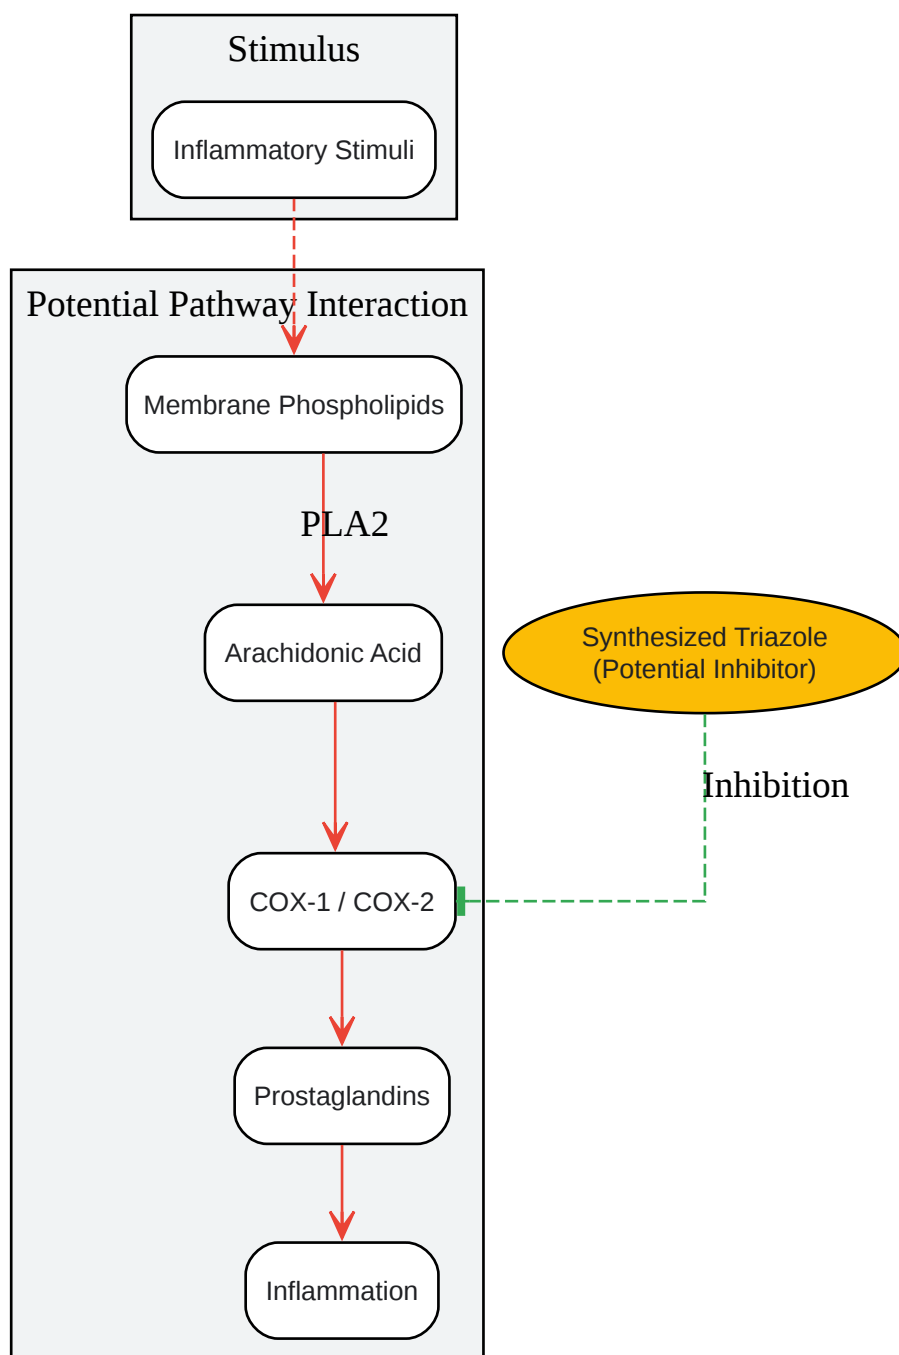 Stimulus
Inflammatory Stimuli
Potential Pathway Interaction
Membrane Phospholipids
PLA2
Arachidonic Acid
Synthesized Triazole
(Potential Inhibitor)
Inhibition
COX-1 / COX-2
Prostaglandins
Inflammation